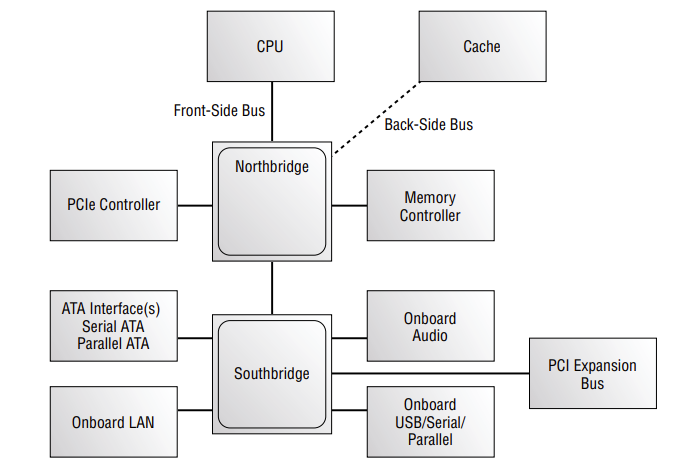 CPU
Cache
Front-Side Bus
Back-Side Bus
Northbridge
PCIe Controller
Memory
Controller
ATA Interface(s)
Serial ATA
Parallel ATA
Onboard
Audio
Southbridge
PCI Expansion
Bus
Onboard LAN
Onboard
USB/Serial/
Parallel